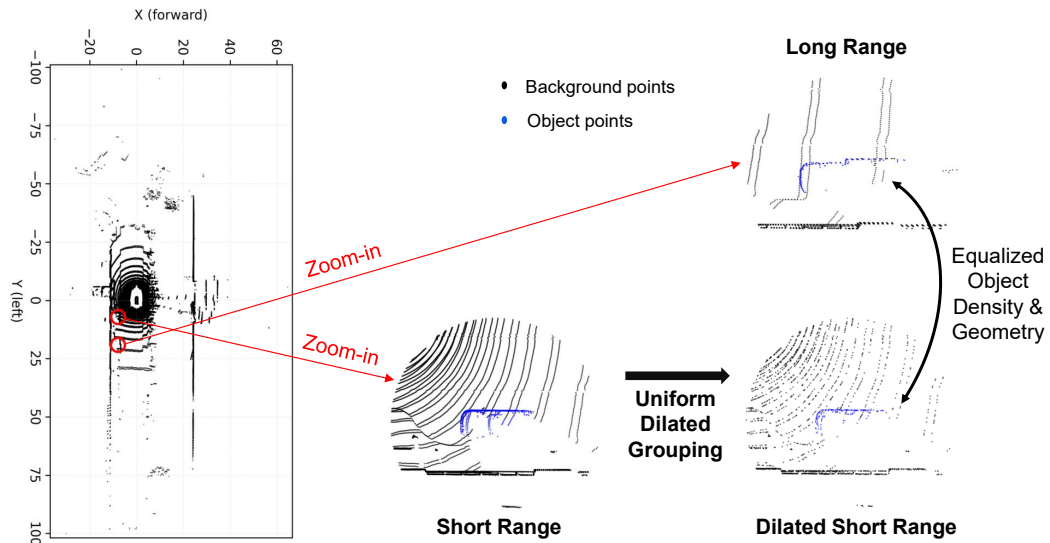 X (forward)
−20
0
20
40
60
−100
−75
−50
−25
0
25
50
75
100
Y (left)
Background points
Object points
Long Range
Zoom-in
Zoom-in
Equalized
Object
Density &
Geometry
Uniform
Dilated
Grouping
Short Range
Dilated Short Range